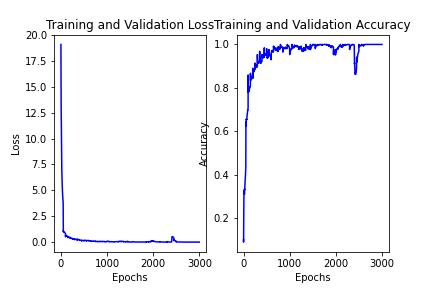 Training and Validation Loss
20.0
17.5
15.0
12.5
10.0
7.5
5.0
2.5
0.0
Loss
0 1000 2000 3000
Epochs
Training and Validation Accuracy
1.0
0.8
0.6
0.4
0.2
Accuracy
0 1000 2000 3000
Epochs